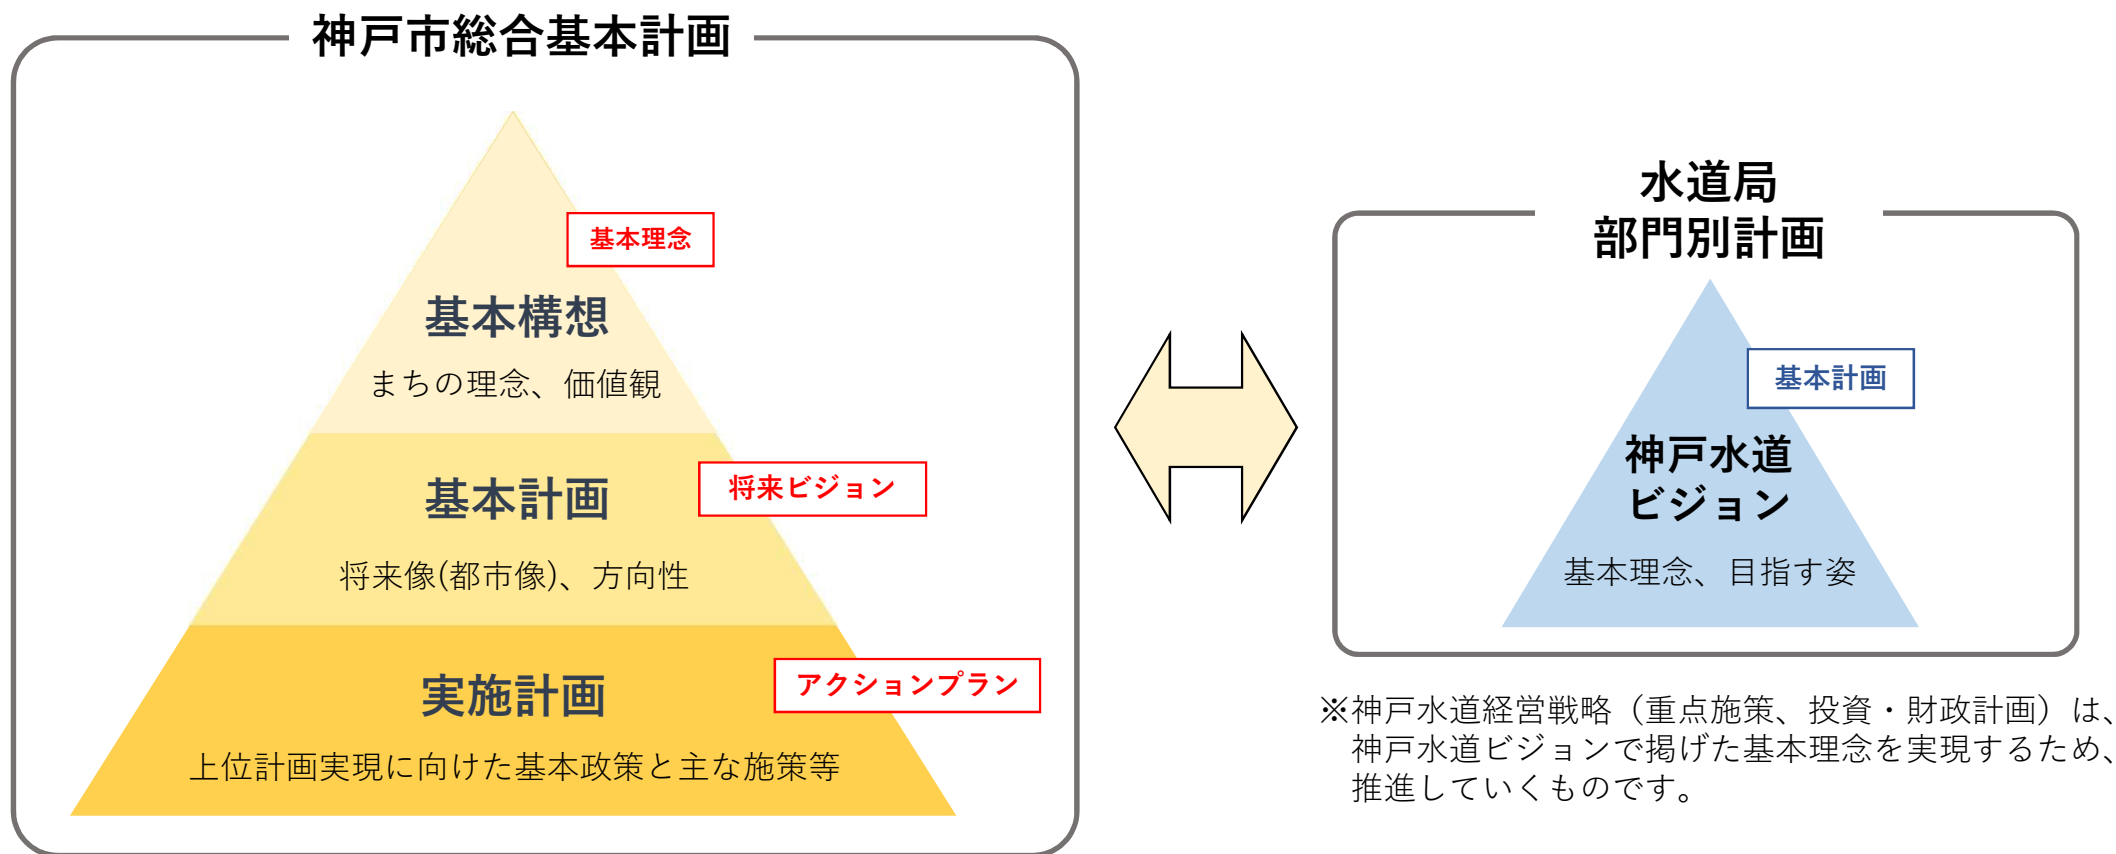 神戸市総合基本計画
基本理念
基本構想
まちの理念、価値観
将来ビジョン
基本計画
将来像(都市像)、方向性
アクションプラン
実施計画
上位計画実現に向けた基本政策と主な施策等
水道局
部門別計画
基本計画
神戸水道
ビジョン
基本理念、目指す姿
※神戸水道経営戦略（重点施策、投資・財政計画）は、
神戸水道ビジョンで掲げた基本理念を実現するため、
推進していくものです。